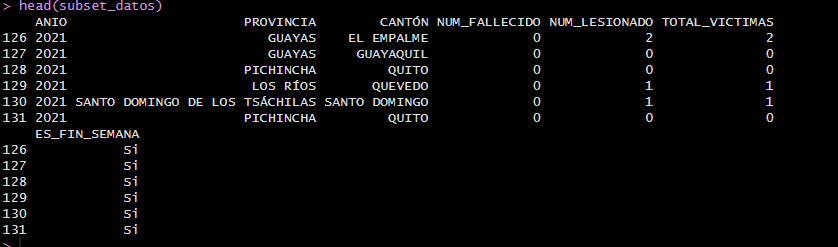 > head(subset_datos)
ANIO PROVINCIA CANTÓN NUM_FALLECIDO NUM_LESIONADO TOTAL_VICTIMAS
126 2021 GUAYAS EL EMPALME 0 2 2
127 2021 GUAYAS GUAYAQUIL 0 0 0
128 2021 PICHINCHA QUITO 0 0 0
129 2021 LOS RÍOS QUEVEDO 0 1 1
130 2021 SANTO DOMINGO DE LOS TSÁCHILAS SANTO DOMINGO 0 1 1
131 2021 PICHINCHA QUITO 0 0 0
ES_FIN_SEMANA
126 Si
127 Si
128 Si
129 Si
130 Si
131 Si
>